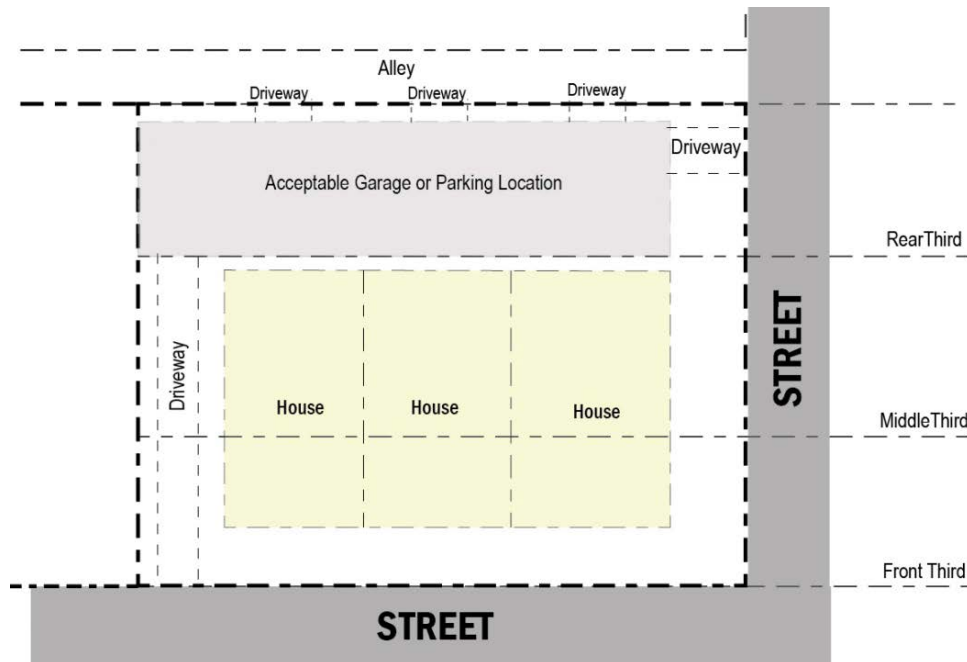 Alley
Driveway
Driveway
Driveway
Driveway
Acceptable Garage or Parking Location
RearThird
Driveway
STREET
House
House
House
MiddleThird
Front Third
STREET